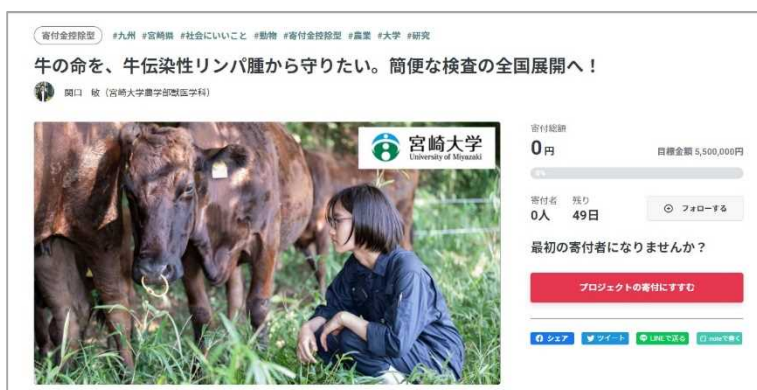 寄付金控除型 #九州 #宮崎県 #社会にいいこと #動物 #寄付金控除型 #農業 #大学 #研究
牛の命を、牛伝染性リンパ腫から守りたい。簡便な検査の全国展開へ！
関口 敏（宮崎大学農学部獣医学科）
宮崎大学
University of Miyazaki
寄付総額
0円
目標金額 5,500,000円
0%
寄付者 残り
0人 49日
フォローする
最初の寄付者になりませんか？
プロジェクトの寄付にすすむ
シェア ツイート LINEで送る noteで書く